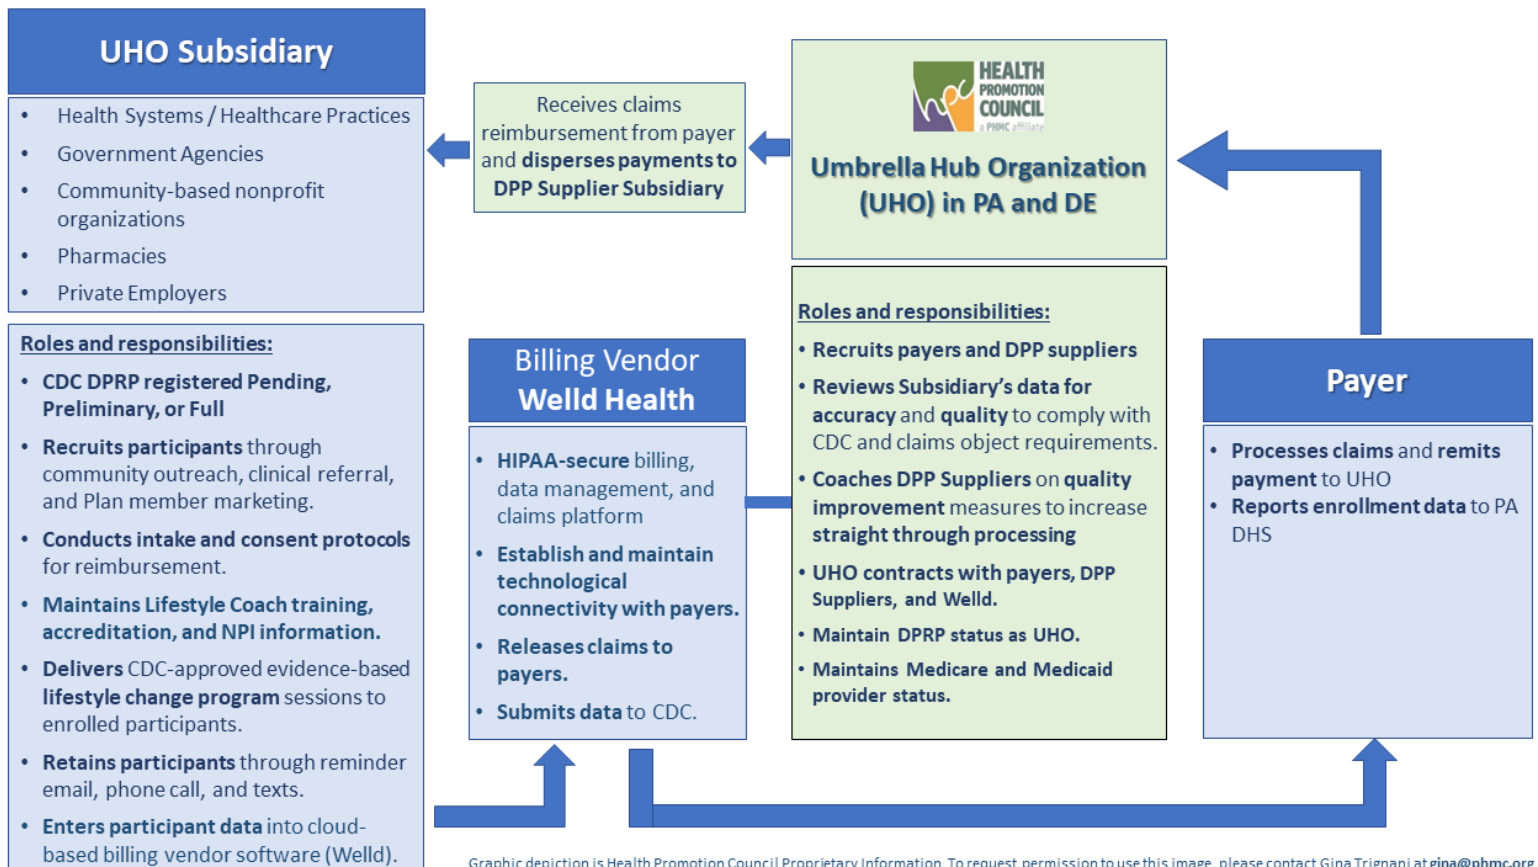 UHO Subsidiary
• Health Systems / Healthcare Practices
• Government Agencies
• Community-based nonprofit
organizations
• Pharmacies
• Private Employers
Roles and responsibilities:
• CDC DPRP registered Pending,
Preliminary, or Full
• Recruits participants through
community outreach, clinical referral,
and Plan member marketing.
• Conducts intake and consent protocols
for reimbursement.
• Maintains Lifestyle Coach training,
accreditation, and NPI information.
• Delivers CDC-approved evidence-based
lifestyle change program sessions to
enrolled participants.
• Retains participants through reminder
email, phone call, and texts.
• Enters participant data into cloud-
based billing vendor software (Welld).
Receives claims
reimbursement from payer
and disperses payments to
DPP Supplier Subsidiary
Billing Vendor
Welld Health
• HIPAA-secure billing,
data management, and
claims platform
• Establish and maintain
technological
connectivity with payers.
• Releases claims to
payers.
• Submits data to CDC.
hpc
HEALTH
PROMOTION
COUNCIL
a PHMC affiliate
Umbrella Hub Organization
(UHO) in PA and DE
Roles and responsibilities:
• Recruits payers and DPP suppliers
• Reviews Subsidiary's data for
accuracy and quality to comply with
CDC and claims object requirements.
• Coaches DPP Suppliers on quality
improvement measures to increase
straight through processing
• UHO contracts with payers, DPP
Suppliers, and Welld.
• Maintain DPRP status as UHO.
• Maintains Medicare and Medicaid
provider status.
Payer
• Processes claims and remits
payment to UHO
• Reports enrollment data to PA
DHS
Graphic depiction is Health Promotion Council Proprietary Information. To request permission to use this image, please contact Gina Trignani at gina@phmc.org